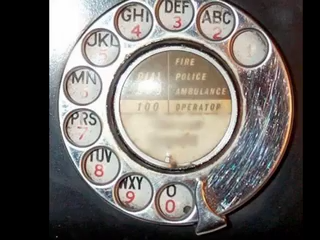 GHI
4
DEF
3
ABC
2
JKL
5
MN
PRS
7
TUV
8
WXY
9
O
0
FIRE
POLICE
AMBULANCE
100 OPERATOR